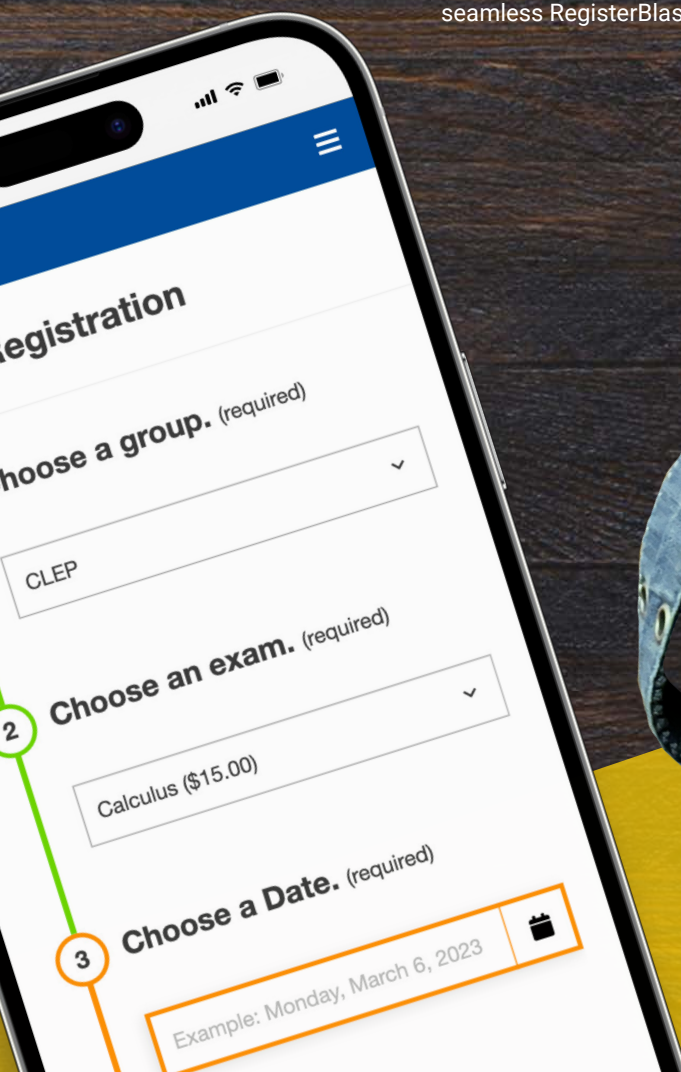 seamless RegisterBlas
egistration
hoose a group. (required)
CLEP
2
Choose an exam. (required)
Calculus ($15.00)
3
Choose a Date. (required)
Example: Monday, March 6, 2023